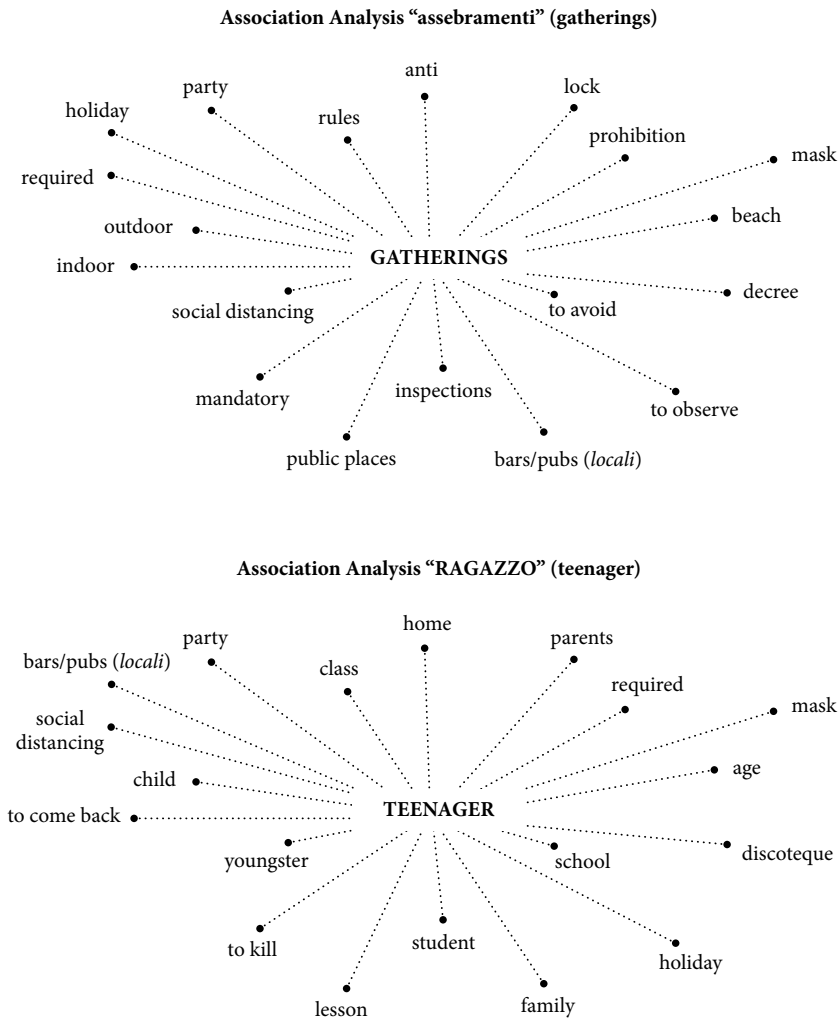 Association Analysis “assebramenti” (gatherings)
anti
party
lock
holiday
rules
prohibition
mask
required
outdoor
beach
indoor
GATHERINGS
social distancing
to avoid
decree
mandatory
inspections
to observe
public places
bars/pubs (locali)
Association Analysis “RAGAZZO” (teenager)
home
party
parents
bars/pubs (locali)
class
required
mask
social
distancing
child
age
to come back
TEENAGER
youngster
school
discoteque
to kill
student
holiday
lesson
family